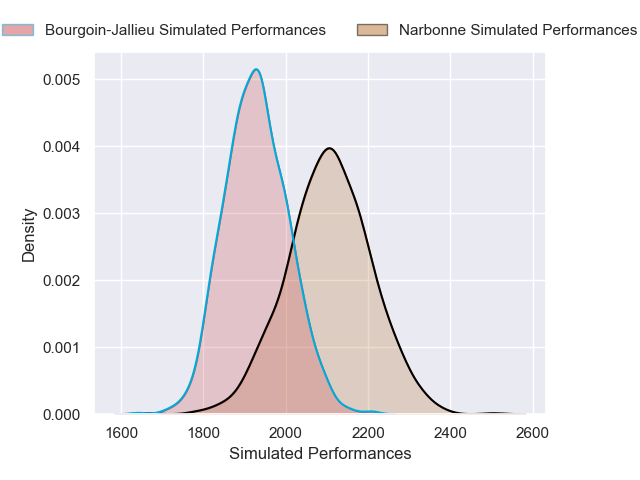 Bourgoin-Jallieu Simulated Performances Narbonne Simulated Performances
0.005
0.004
0.003
0.002
0.001
0.000
Density
1600 1800 2000 2200 2400 2600
Simulated Performances